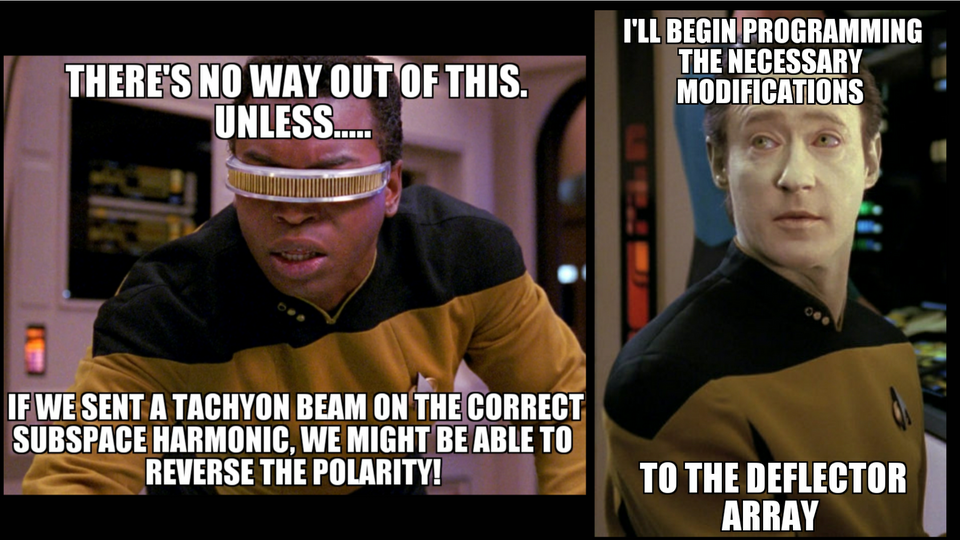 THERE'S NO WAY OUT OF THIS.
UNLESS.....
IF WE SENT A TACHYON BEAM ON THE CORRECT
SUBSPACE HARMONIC, WE MIGHT BE ABLE TO
REVERSE THE POLARITY!
I'LL BEGIN PROGRAMMING
THE NECESSARY
MODIFICATIONS
TO THE DEFLECTOR
ARRAY